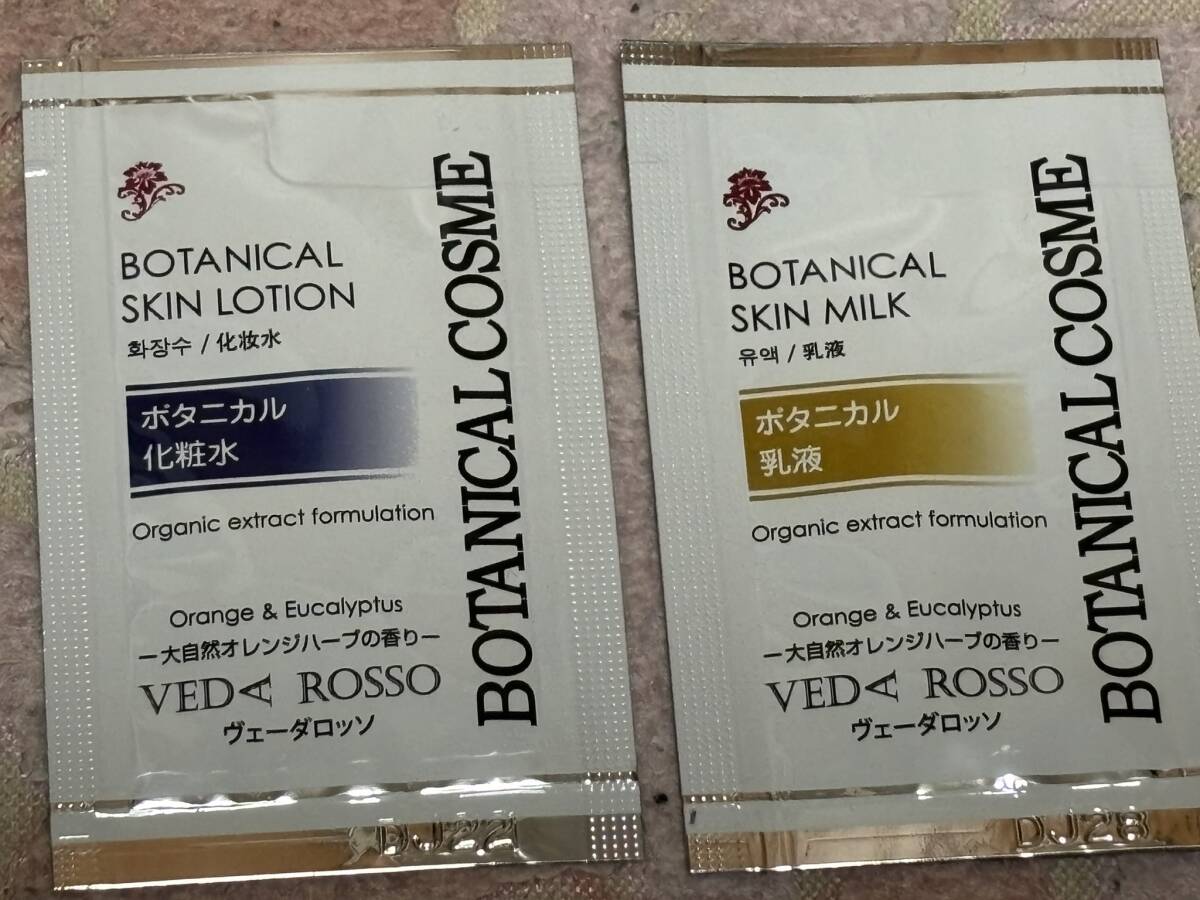 BOTANICAL
SKIN LOTION
화장수 / 化妆水
ボタニカル
化粧水
Organic extract formulation
Orange & Eucalyptus
ー大自然オレンジハーブの香りー
VEDA ROSSO
ヴェーダロッソ
BOTANICAL COSME
DJ22
BOTANICAL
SKIN MILK
유액 / 乳液
ボタニカル
乳液
Organic extract formulation
Orange & Eucalyptus
ー大自然オレンジハーブの香りー
VEDA ROSSO
ヴェーダロッソ
BOTANICAL COSME
DJ28